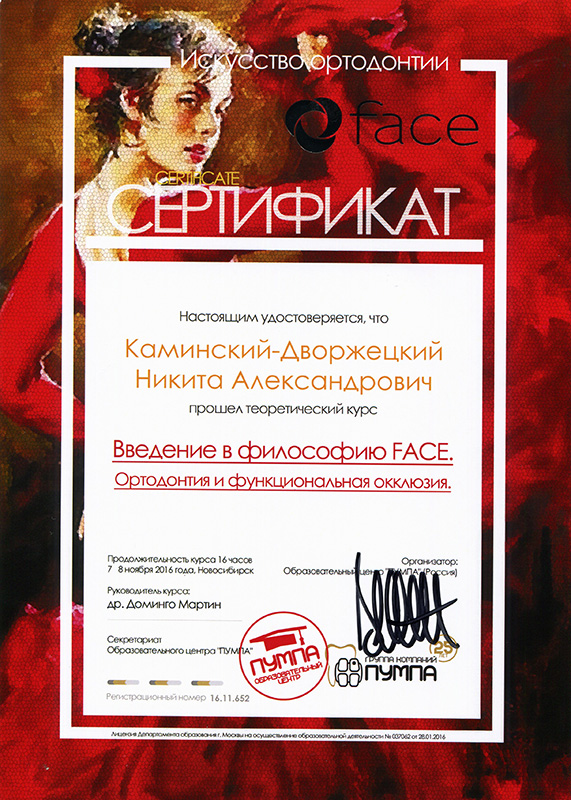 Искусство ортодонтии
face
CERTIFICATE
СЕРТИФИКАТ
Настоящим удостоверяется, что
Каминский-Дворжецкий
Никита Александрович
прошел теоретический курс
Введение в философию FACE.
Ортодонтия и функциональная окклюзия.
Продолжительность курса 16 часов
7 8 ноября 2016 года, Новосибирск
Руководитель курса:
др. Доминго Мартин
Секретариат
Образовательного центра "ПУМПА"
Регистрационный номер 16.11.652
Организатор:
Образовательный центр "ПУМПА" (Россия)
ПУМПА
ОБРАЗОВАТЕЛЬНЫЙ
ЦЕНТР
25
ГРУППА КОМПАНИЙ
ПУМПА
Лицензия Департамента образования г. Москвы на осуществление образовательной деятельности № 037062 от 28.01.2016